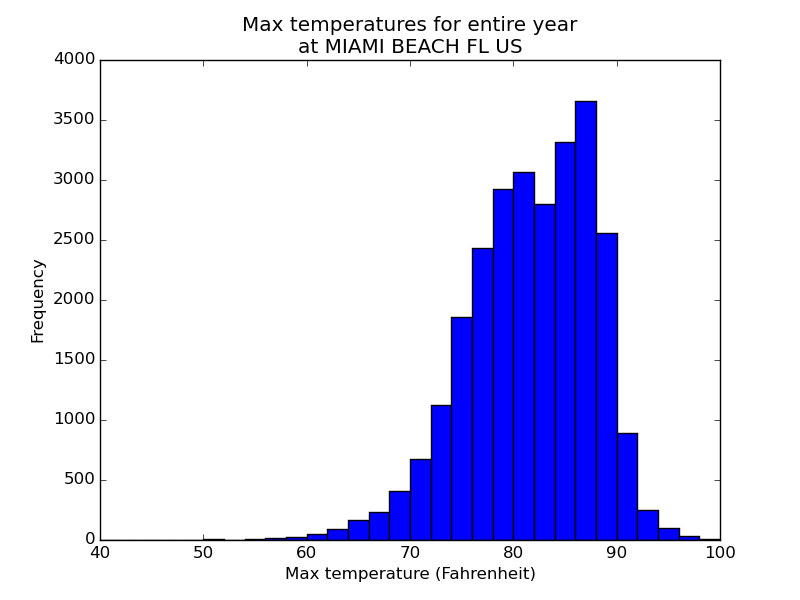 Max temperatures for entire year
at MIAMI BEACH FL US
4000
3500
3000
2500
2000
1500
1000
500
0
Frequency
40 50 60 70 80 90 100
Max temperature (Fahrenheit)